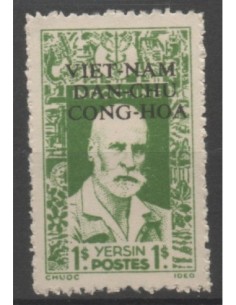 VIET-NAM
DAN-CHU
CONG-HOA
1$ YERSIN 1$
POSTES
CHUOC IDEO